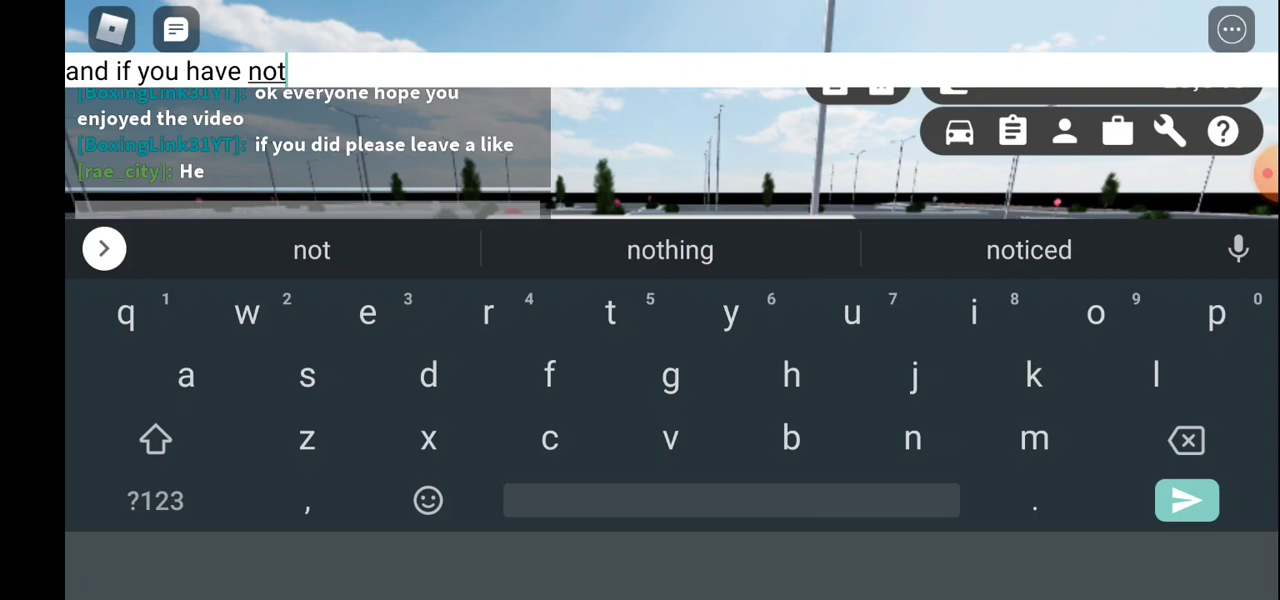 and if you have not
[BoxingLink31YT]: ok everyone hope you
enjoyed the video
[BoxingLink31YT]: if you did please leave a like
[rae_city]: He
not nothing noticed
q 1 w 2 e 3 r 4 t 5 y 6 u 7 i 8 o 9 p 0
a s d f g h j k l
z x c v b n m
?123 , .